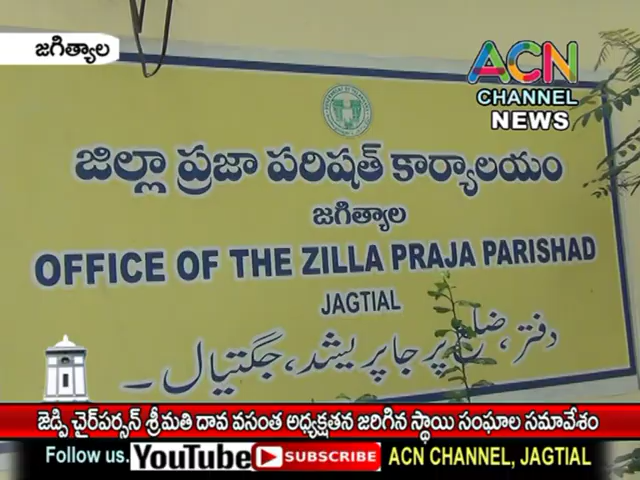 జగిత్యాల
ACN
CHANNEL
NEWS
జిల్లా ప్రజా పరిషత్ కార్యాలయం
జగిత్యాల
OFFICE OF THE ZILLA PRAJA PARISHAD
JAGTIAL
دفتر، ضلع پرجا پریشد، جگتیال ـ
జెడ్పి చైర్‌పర్సన్ శ్రీమతి దావ వసంత అధ్యక్షతన జరిగిన స్థాయి సంఘాల సమావేశం
Follow us. YouTube SUBSCRIBE ACN CHANNEL, JAGTIAL